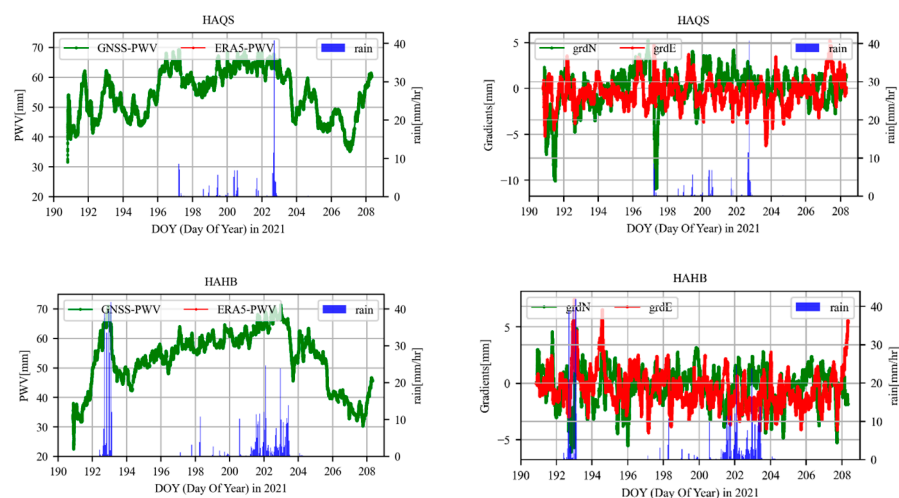 HAQS
GNSS-PWV ERA5-PWV rain
PWV[mm]
70
60
50
40
30
20
rain[mm/hr]
40
30
20
10
0
190 192 194 196 198 200 202 204 206 208
DOY (Day Of Year) in 2021
HAQS
grdN grdE rain
Gradients[mm]
5
0
−5
−10
rain[mm/hr]
40
30
20
10
0
190 192 194 196 198 200 202 204 206 208
DOY (Day Of Year) in 2021
HAHB
GNSS-PWV ERA5-PWV rain
PWV[mm]
70
60
50
40
30
20
rain[mm/hr]
40
30
20
10
0
190 192 194 196 198 200 202 204 206 208
DOY (Day Of Year) in 2021
HAHB
grdN grdE rain
Gradients[mm]
5
0
−5
rain[mm/hr]
40
30
20
10
0
190 192 194 196 198 200 202 204 206 208
DOY (Day Of Year) in 2021